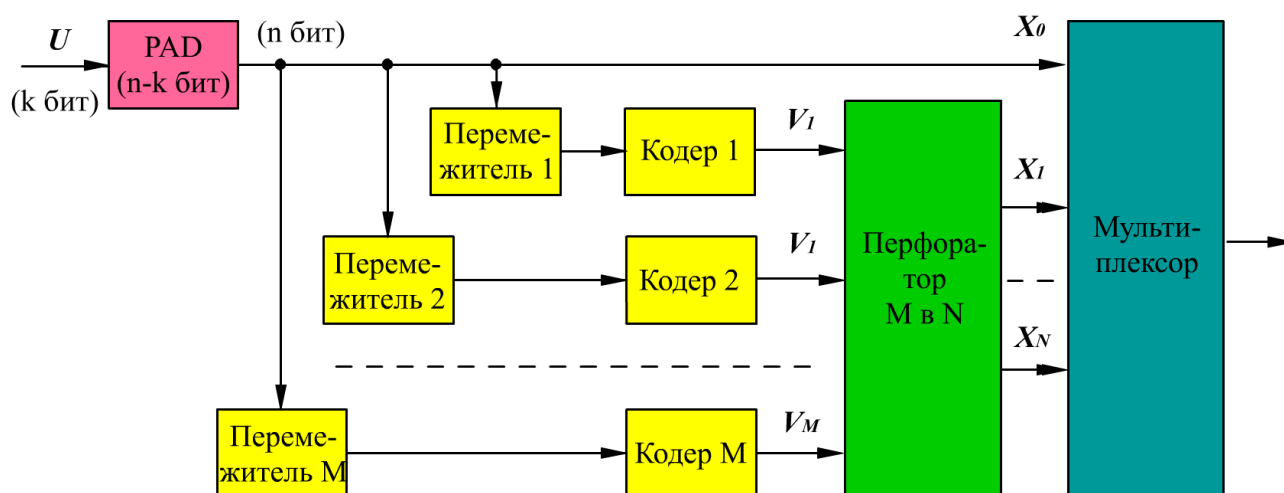 U
(k бит)
PAD
(n-k бит)
(n бит)
X0
Переме-
житель 1
Кодер 1
V1
X1
Переме-
житель 2
Кодер 2
V1
Перфора-
тор
M в N
Мульти-
плексор
XN
Переме-
житель M
Кодер M
VM